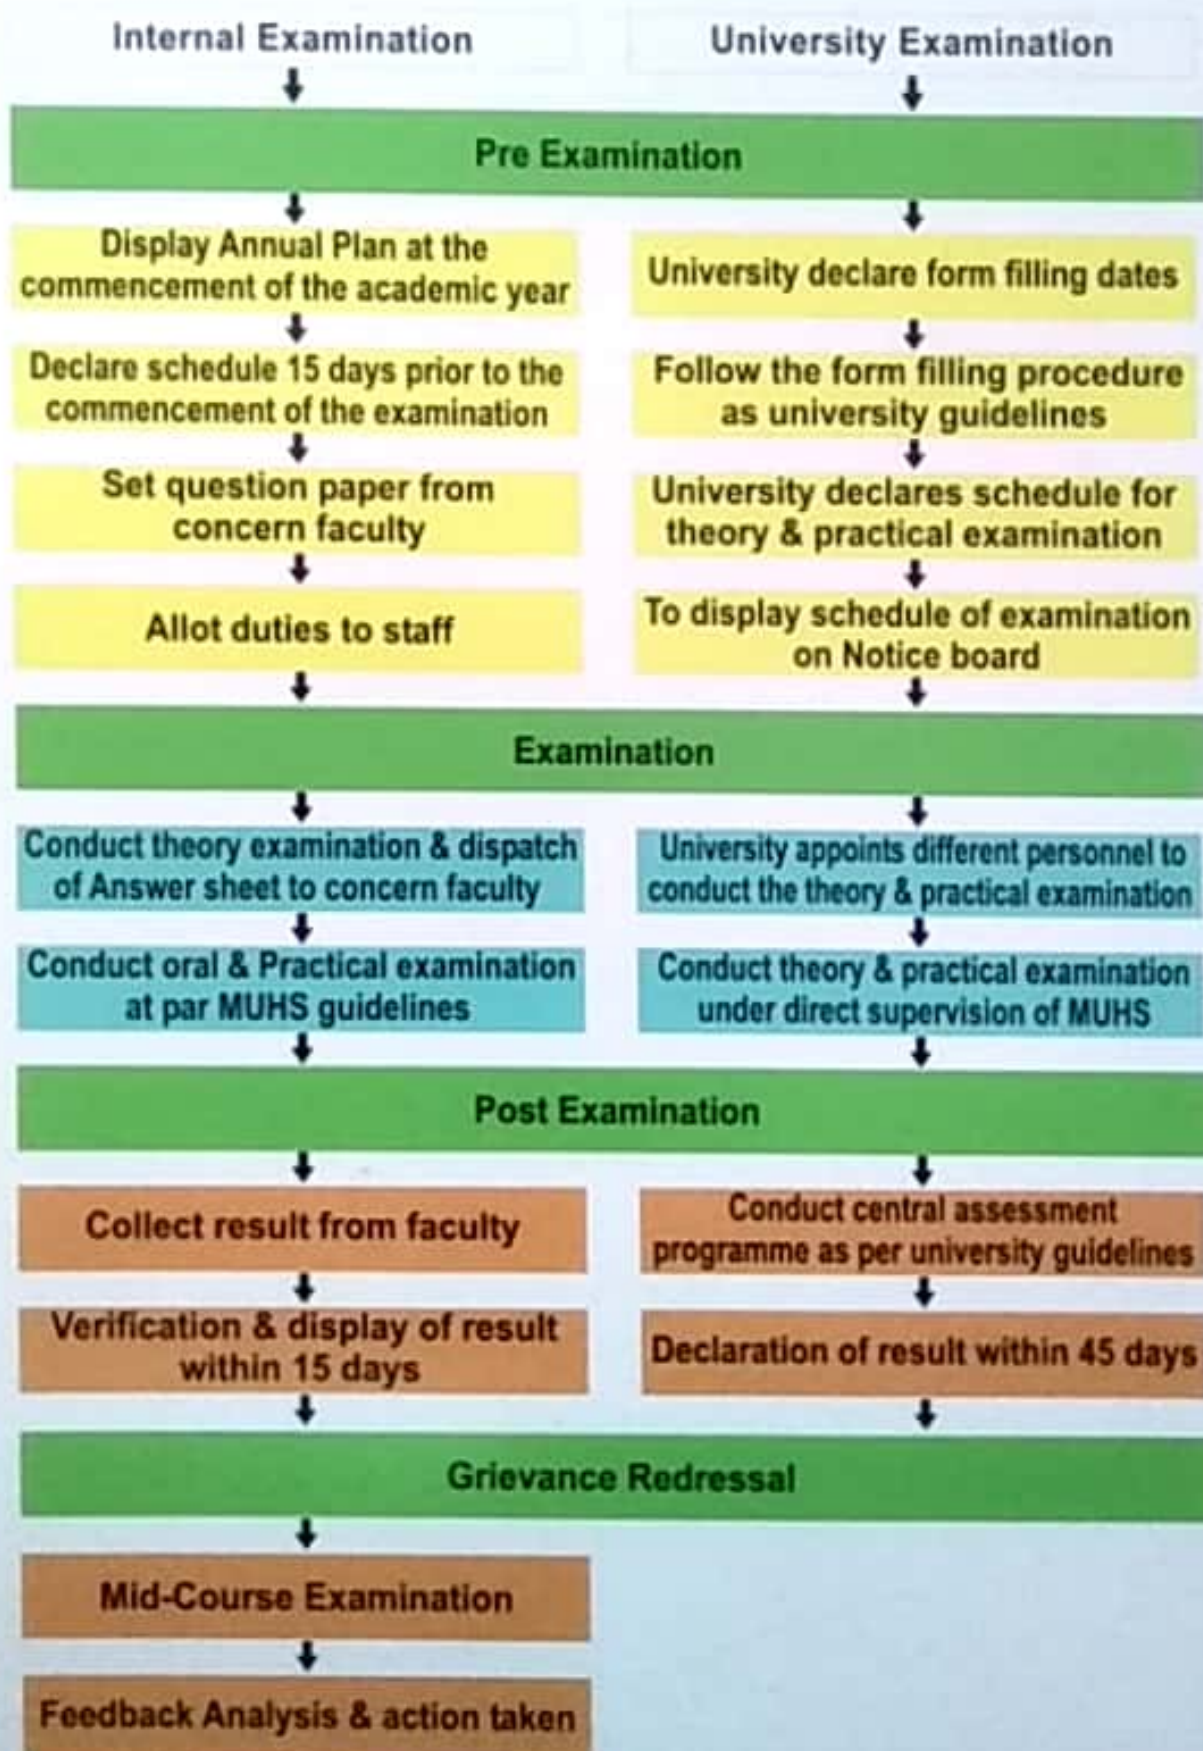 Internal Examination
University Examination
Pre Examination
Display Annual Plan at the
commencement of the academic year
University declare form filling dates
Declare schedule 15 days prior to the
commencement of the examination
Follow the form filling procedure
as university guidelines
Set question paper from
concern faculty
University declares schedule for
theory & practical examination
Allot duties to staff
To display schedule of examination
on Notice board
Examination
Conduct theory examination & dispatch
of Answer sheet to concern faculty
University appoints different personnel to
conduct the theory & practical examination
Conduct oral & Practical examination
at par MUHS guidelines
Conduct theory & practical examination
under direct supervision of MUHS
Post Examination
Collect result from faculty
Conduct central assessment
programme as per university guidelines
Verification & display of result
within 15 days
Declaration of result within 45 days
Grievance Redressal
Mid-Course Examination
Feedback Analysis & action taken